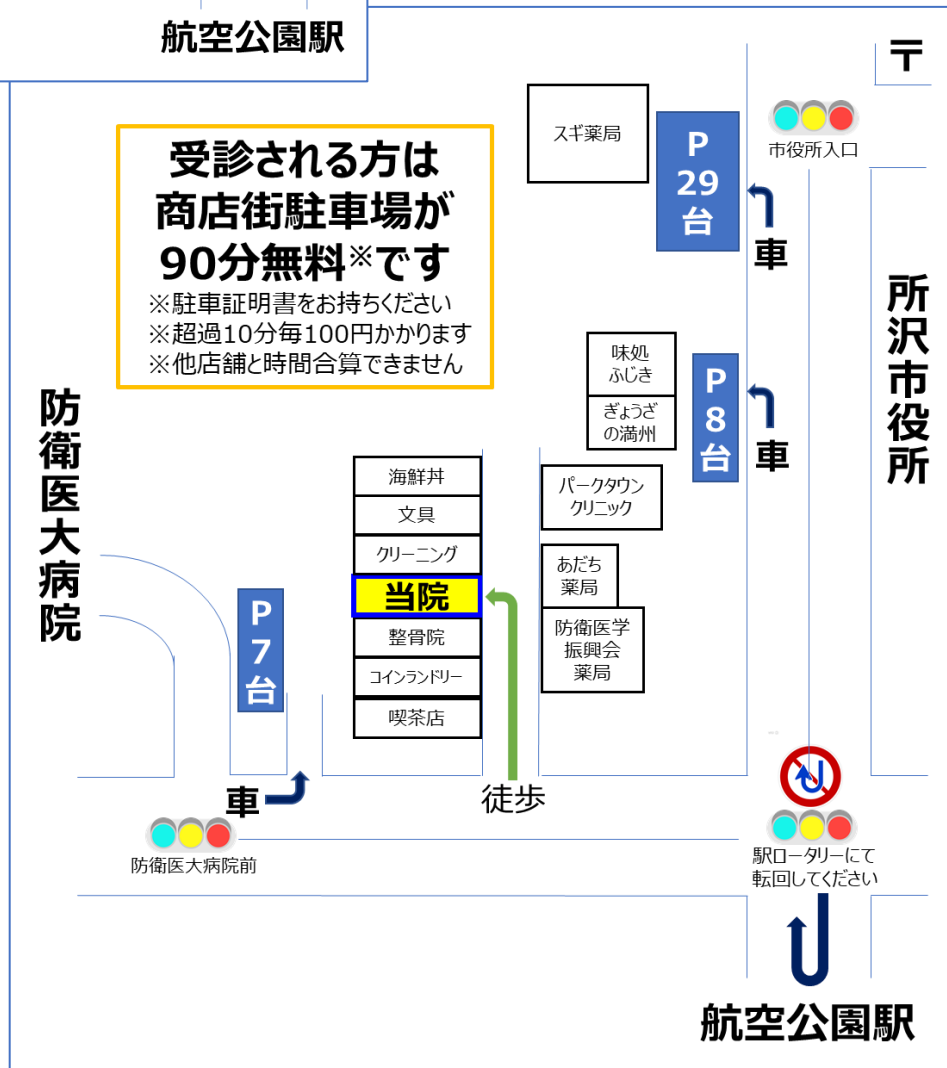 航空公園駅
〒
受診される方は
商店街駐車場が
90分無料※です
※駐車証明書をお持ちください
※超過10分毎100円かかります
※他店舗と時間合算できません
スギ薬局
P
29
台
市役所入口
車
所沢市役所
味処
ふじき
ぎょうざ
の満州
P
8
台
車
防衛医大病院
海鮮丼
文具
クリーニング
当院
整骨院
コインランドリー
喫茶店
パークタウン
クリニック
あだち
薬局
防衛医学
振興会
薬局
P
7
台
車
徒歩
防衛医大病院前
駅ロータリーにて
転回してください
航空公園駅